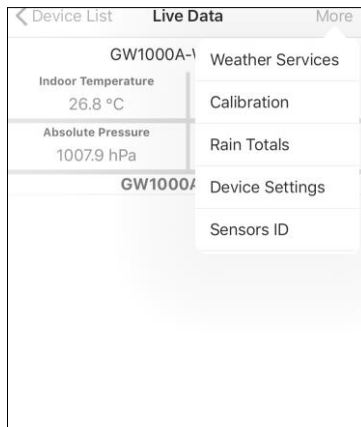 Device List Live Data More
GW1000A-
Weather Services
Indoor Temperature
26.8 °C
Calibration
Absolute Pressure
1007.9 hPa
Rain Totals
GW1000A
Device Settings
Sensors ID